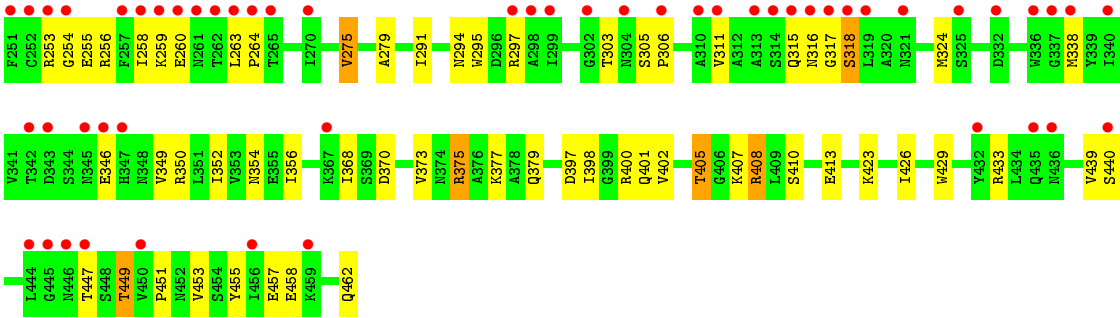 F251 C252 R253 G254 E255 R256 F257 I258 K259 E260 N261 T262 L263 P264 T265 I270 V275 A279 I291 N294 W295 D296 R297 A298 I299 G302 T303 N304 S305 P306 A310 V311 A312 A313 S314 Q315 N316 G317 S318 L319 A320 N321 M324 S325 D332 W336 G337 M338 Y339 I340
V341 T342 D343 S344 N345 E346 H347 N348 V349 R350 L351 I352 V353 N354 E355 I356 K367 I368 S369 D370 V373 N374 R375 A376 K377 A378 Q379 D397 I398 G399 R400 Q401 V402 T405 G406 K407 R408 L409 S410 E413 K423 I426 W429 Y432 R433 L434 Q435 N436 V439 S440
L444 G445 N446 T447 S448 T449 V450 P451 N452 V453 S454 Y455 I456 E457 E458 K459 Q462